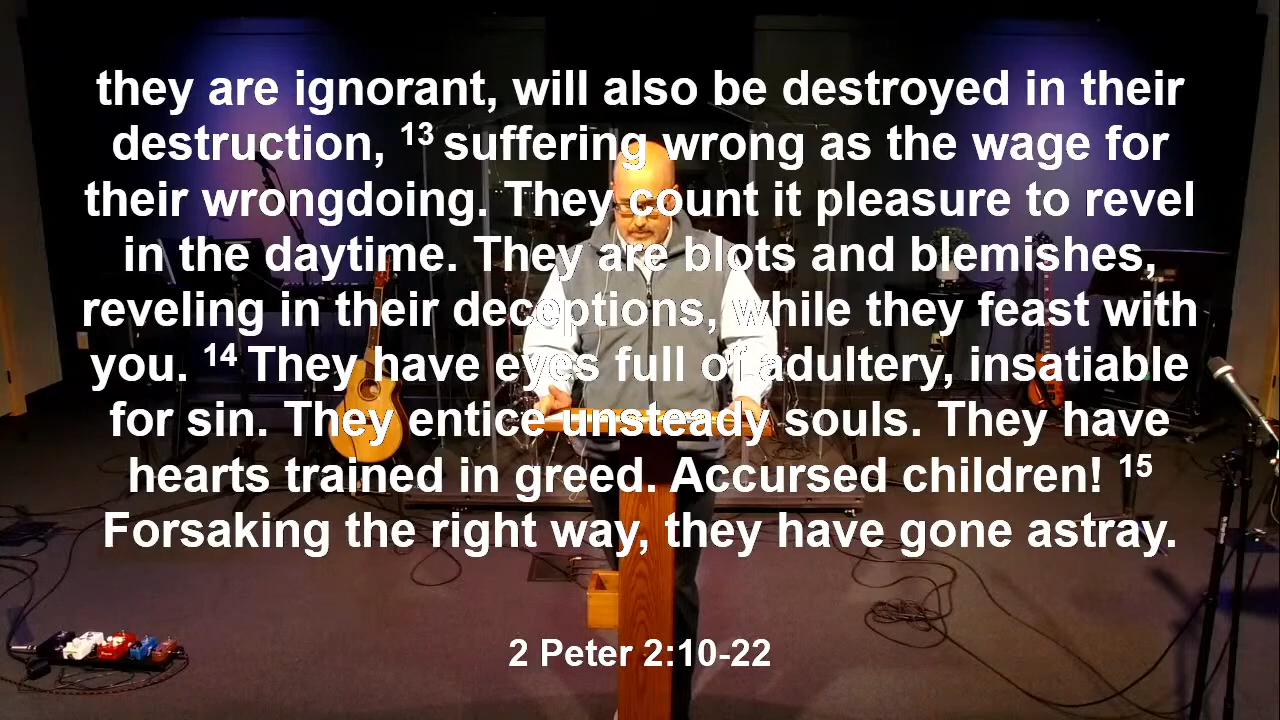 they are ignorant, will also be destroyed in their
destruction, 13 suffering wrong as the wage for
their wrongdoing. They count it pleasure to revel
in the daytime. They are blots and blemishes,
reveling in their deceptions, while they feast with
you. 14 They have eyes full of adultery, insatiable
for sin. They entice unsteady souls. They have
hearts trained in greed. Accursed children! 15
Forsaking the right way, they have gone astray.
2 Peter 2:10-22